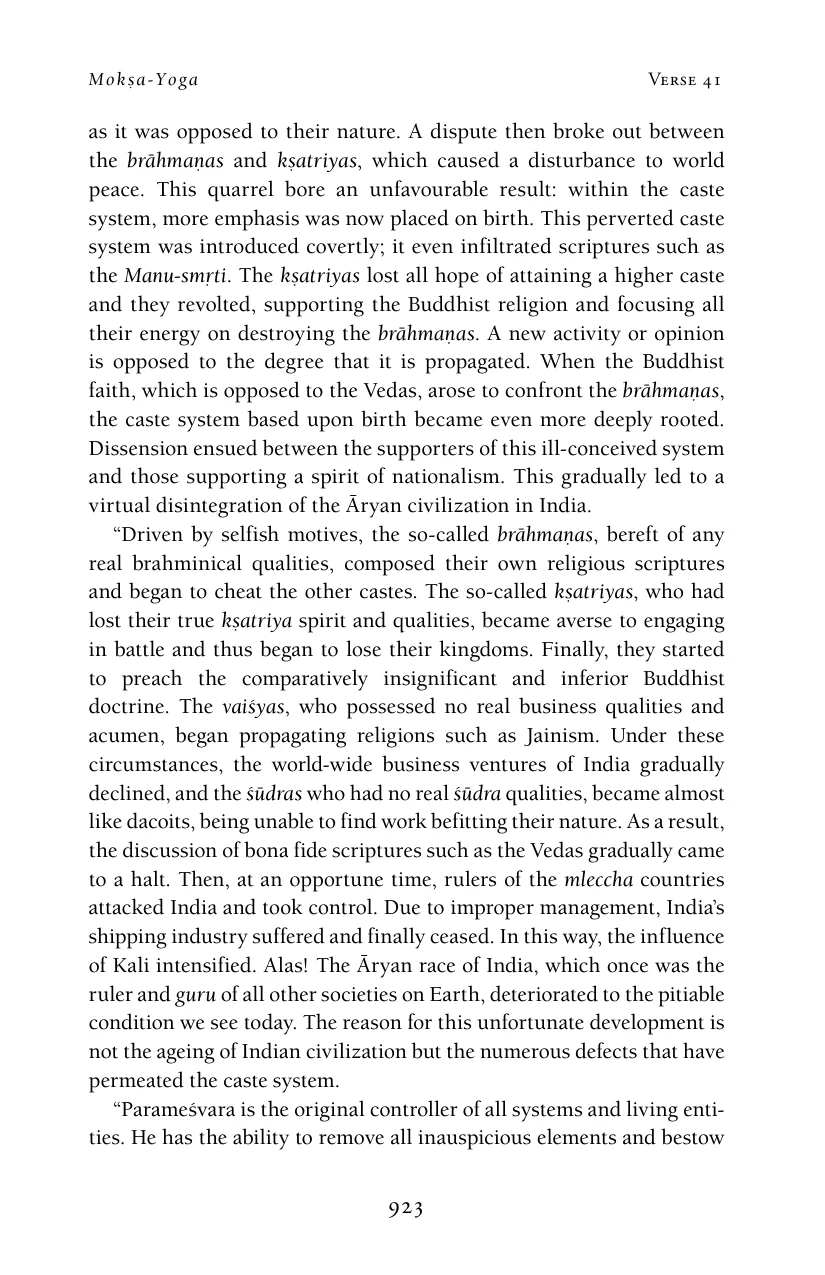 Mokṣa-Yoga Verse 41
as it was opposed to their nature. A dispute then broke out between
the brāhmaṇas and kṣatriyas, which caused a disturbance to world
peace. This quarrel bore an unfavourable result: within the caste
system, more emphasis was now placed on birth. This perverted caste
system was introduced covertly; it even infiltrated scriptures such as
the Manu-smṛti. The kṣatriyas lost all hope of attaining a higher caste
and they revolted, supporting the Buddhist religion and focusing all
their energy on destroying the brāhmaṇas. A new activity or opinion
is opposed to the degree that it is propagated. When the Buddhist
faith, which is opposed to the Vedas, arose to confront the brāhmaṇas,
the caste system based upon birth became even more deeply rooted.
Dissension ensued between the supporters of this ill-conceived system
and those supporting a spirit of nationalism. This gradually led to a
virtual disintegration of the Āryan civilization in India.
“Driven by selfish motives, the so-called brāhmaṇas, bereft of any
real brahminical qualities, composed their own religious scriptures
and began to cheat the other castes. The so-called kṣatriyas, who had
lost their true kṣatriya spirit and qualities, became averse to engaging
in battle and thus began to lose their kingdoms. Finally, they started
to preach the comparatively insignificant and inferior Buddhist
doctrine. The vaiśyas, who possessed no real business qualities and
acumen, began propagating religions such as Jainism. Under these
circumstances, the world-wide business ventures of India gradually
declined, and the śūdras who had no real śūdra qualities, became almost
like dacoits, being unable to find work befitting their nature. As a result,
the discussion of bona fide scriptures such as the Vedas gradually came
to a halt. Then, at an opportune time, rulers of the mleccha countries
attacked India and took control. Due to improper management, India’s
shipping industry suffered and finally ceased. In this way, the influence
of Kali intensified. Alas! The Āryan race of India, which once was the
ruler and guru of all other societies on Earth, deteriorated to the pitiable
condition we see today. The reason for this unfortunate development is
not the ageing of Indian civilization but the numerous defects that have
permeated the caste system.
“Parameśvara is the original controller of all systems and living enti-
ties. He has the ability to remove all inauspicious elements and bestow
923